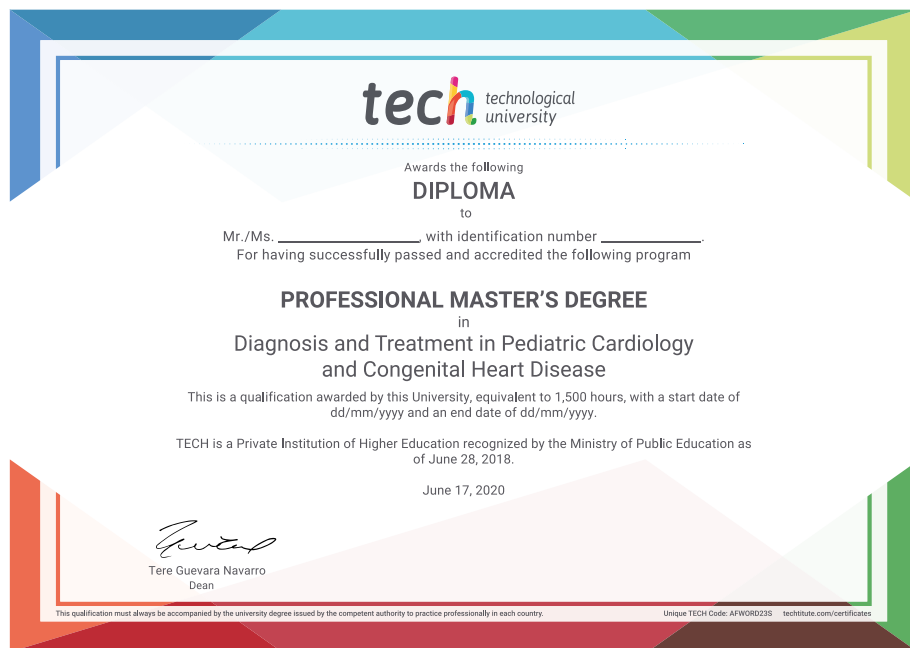 tech technological
university
Awards the following
DIPLOMA
to
Mr./Ms. ____________________, with identification number ______________.
For having successfully passed and accredited the following program
PROFESSIONAL MASTER'S DEGREE
in
Diagnosis and Treatment in Pediatric Cardiology
and Congenital Heart Disease
This is a qualification awarded by this University, equivalent to 1,500 hours, with a start date of
dd/mm/yyyy and an end date of dd/mm/yyyy.
TECH is a Private Institution of Higher Education recognized by the Ministry of Public Education as
of June 28, 2018.
June 17, 2020
Tere Guevara Navarro
Dean
This qualification must always be accompanied by the university degree issued by the competent authority to practice professionally in each country. Unique TECH Code: AFWORD23S techtitute.com/certificates